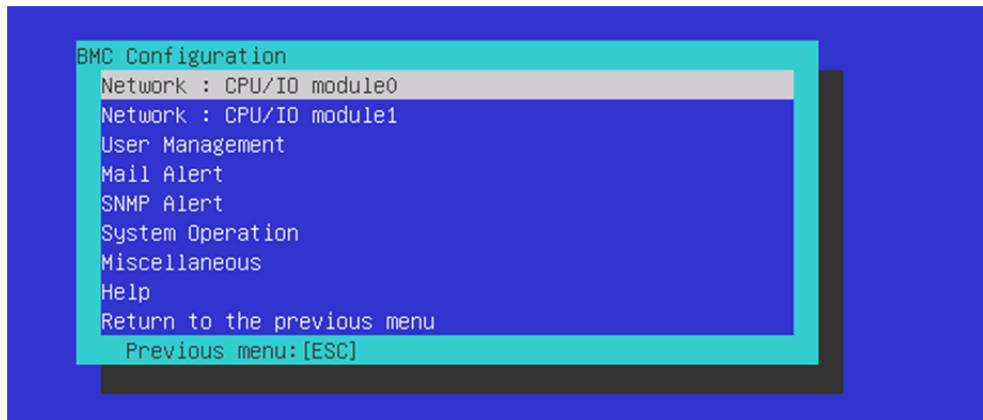 BMC Configuration
Network : CPU/IO module0
Network : CPU/IO module1
User Management
Mail Alert
SNMP Alert
System Operation
Miscellaneous
Help
Return to the previous menu
Previous menu:[ESC]